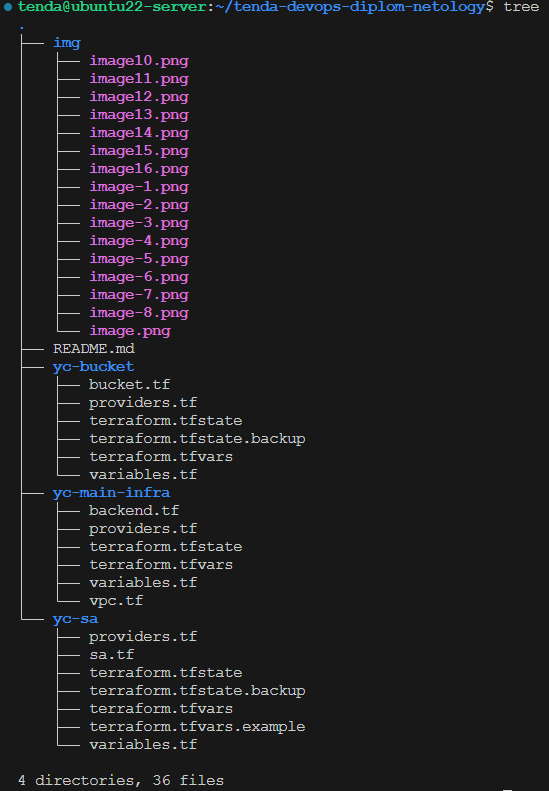 tenda@ubuntu22-server:~/tenda-devops-diplom-netology$ tree
.
├── img
│   ├── image10.png
│   ├── image11.png
│   ├── image12.png
│   ├── image13.png
│   ├── image14.png
│   ├── image15.png
│   ├── image16.png
│   ├── image-1.png
│   ├── image-2.png
│   ├── image-3.png
│   ├── image-4.png
│   ├── image-5.png
│   ├── image-6.png
│   ├── image-7.png
│   ├── image-8.png
│   └── image.png
├── README.md
├── yc-bucket
│   ├── bucket.tf
│   ├── providers.tf
│   ├── terraform.tfstate
│   ├── terraform.tfstate.backup
│   ├── terraform.tfvars
│   └── variables.tf
├── yc-main-infra
│   ├── backend.tf
│   ├── providers.tf
│   ├── terraform.tfstate
│   ├── terraform.tfvars
│   ├── variables.tf
│   └── vpc.tf
└── yc-sa
    ├── providers.tf
    ├── sa.tf
    ├── terraform.tfstate
    ├── terraform.tfstate.backup
    ├── terraform.tfvars
    ├── terraform.tfvars.example
    └── variables.tf
4 directories, 36 files